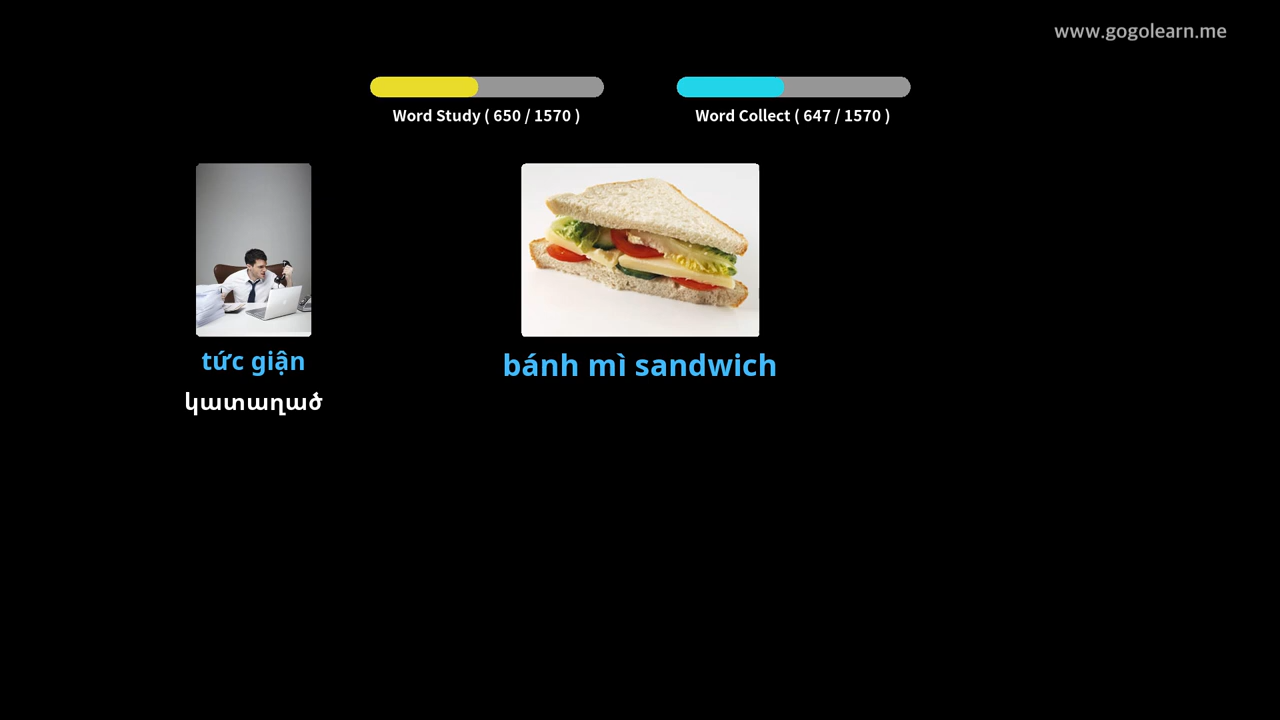 www.gogolearn.me
Word Study ( 650 / 1570 )
Word Collect ( 647 / 1570 )
tức giận
կատաղած
bánh mì sandwich